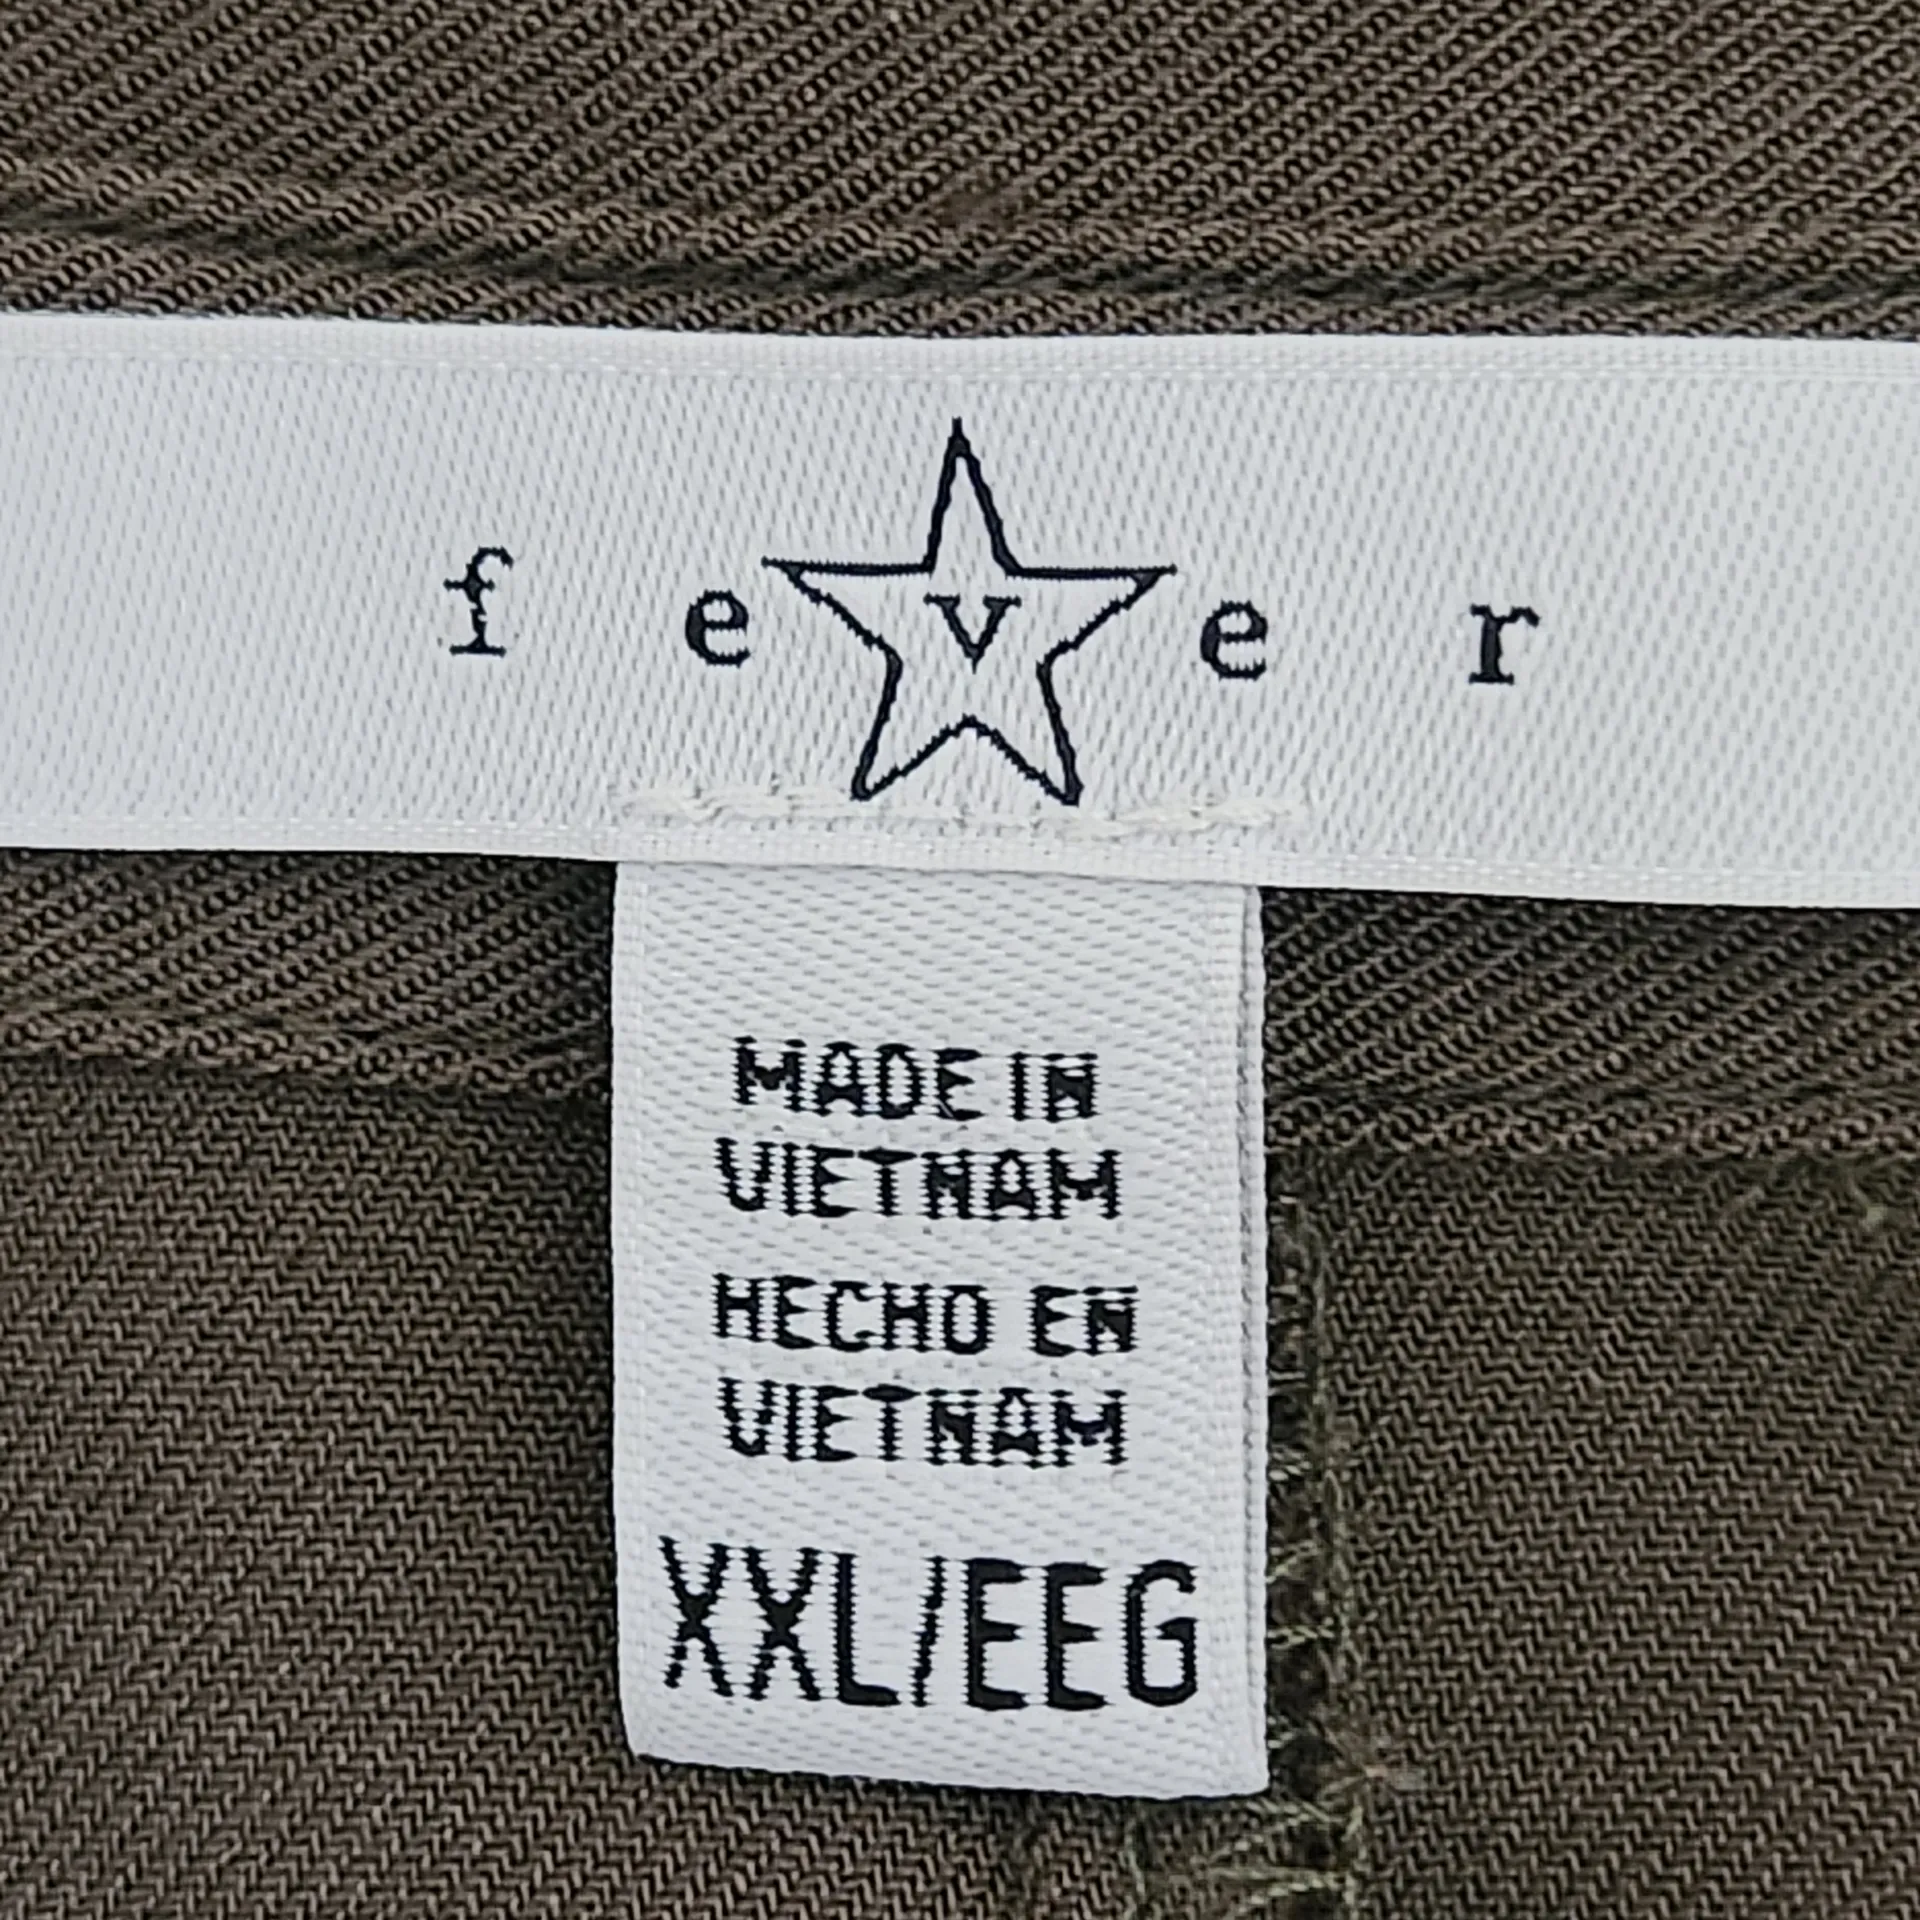 fever
MADE IN
VIETNAM
HECHO EN
VIETNAM
XXL/EEG